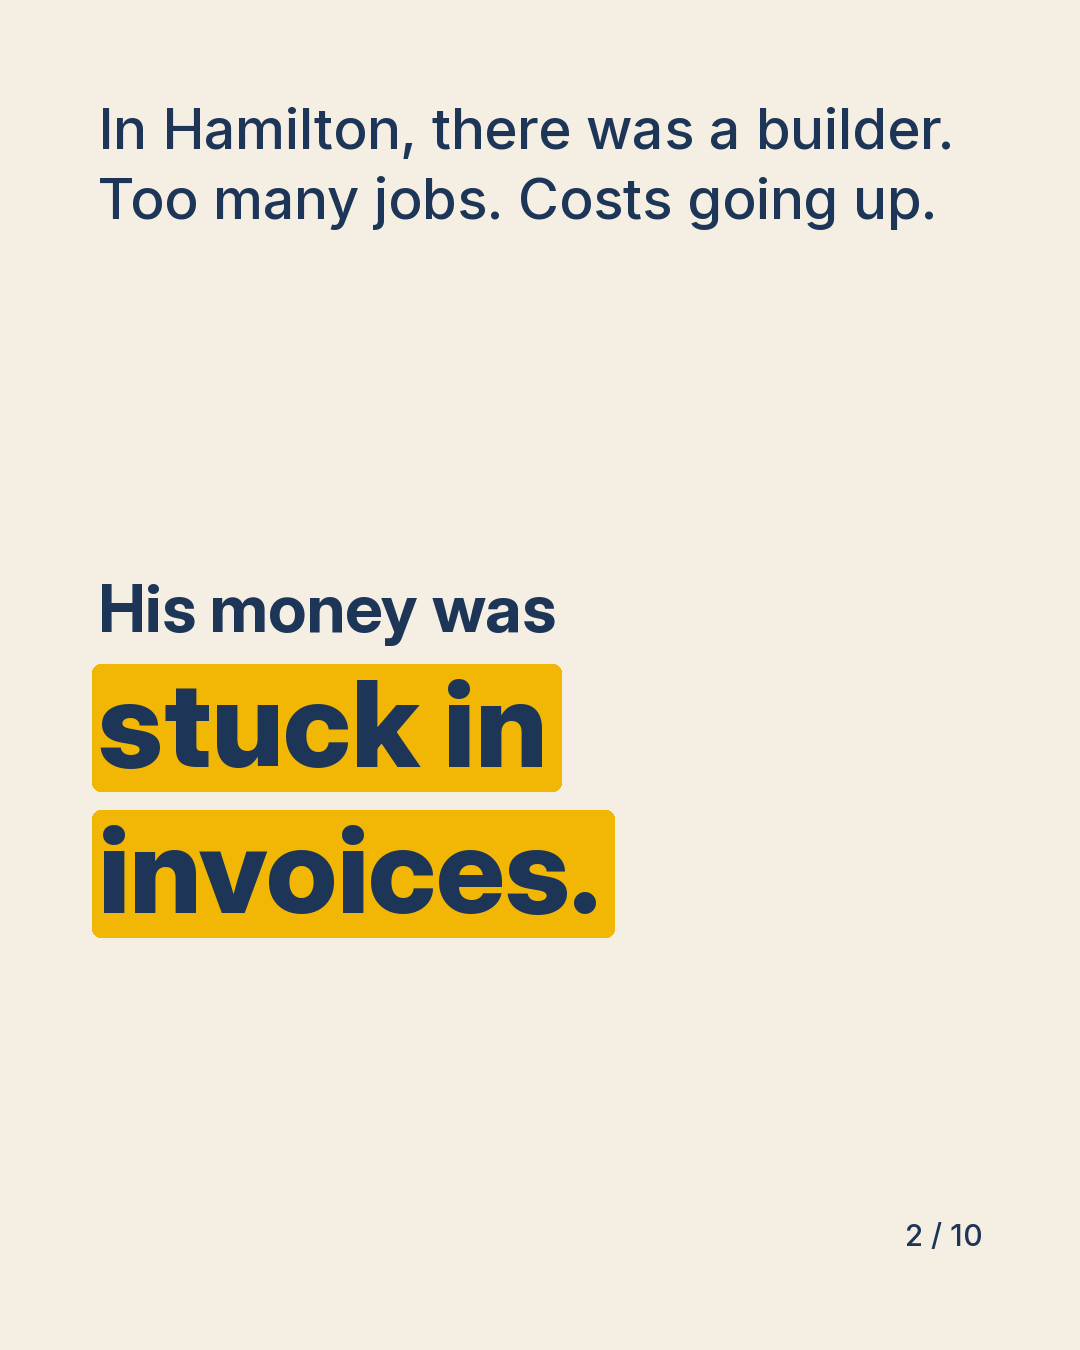 In Hamilton, there was a builder.
Too many jobs. Costs going up.
His money was
stuck in
invoices.
2 / 10